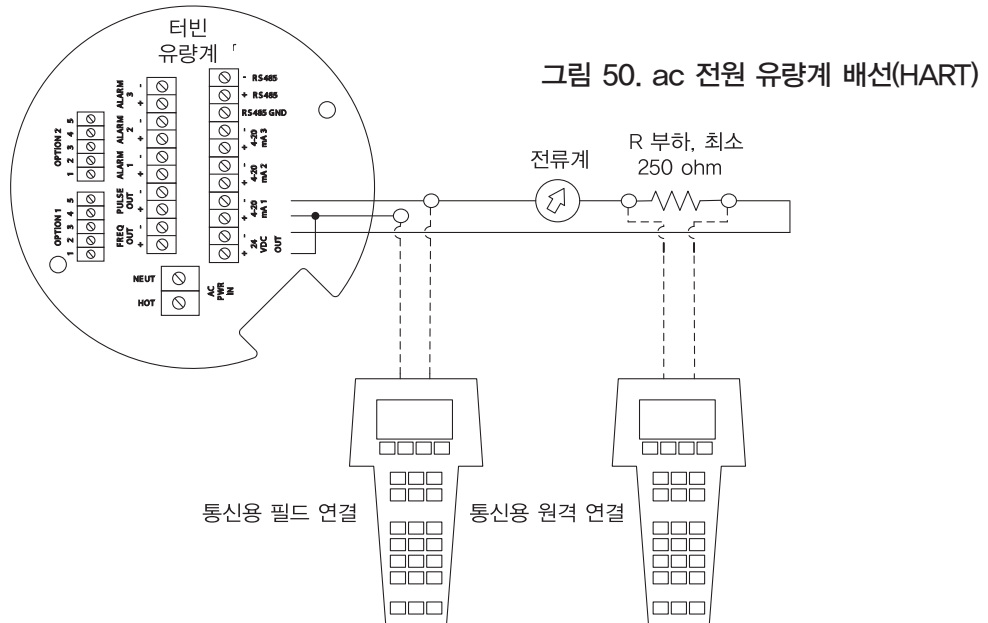 터빈
유량계
그림 50. ac 전원 유량계 배선(HART)
- RS485
+ RS485
RS485 GND
- 4-20
+ mA 3
- 4-20
+ mA 2
- 4-20
+ mA 1
- 24
+ VDC
OUT
ALARM
3
- +
ALARM
2
- +
ALARM
1
- +
PULSE
OUT
- +
FREQ
OUT
- +
OPTION 2
1 2 3 4 5
OPTION 1
1 2 3 4 5
NEUT
HOT
AC
PWR
IN
전류계
R 부하, 최소
250 ohm
통신용 필드 연결
통신용 원격 연결